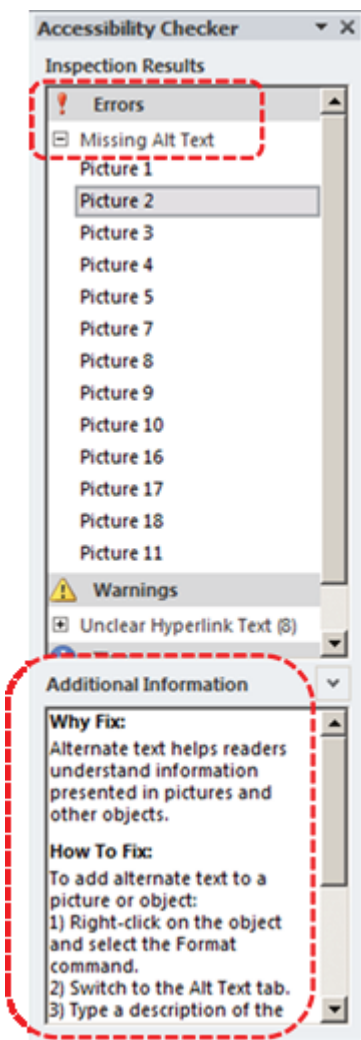 Accessibility Checker
Inspection Results
Errors
Missing Alt Text
Picture 1
Picture 2
Picture 3
Picture 4
Picture 5
Picture 7
Picture 8
Picture 9
Picture 10
Picture 16
Picture 17
Picture 18
Picture 11
Warnings
Unclear Hyperlink Text (8)
Additional Information
Why Fix:
Alternate text helps readers
understand information
presented in pictures and
other objects.
How To Fix:
To add alternate text to a
picture or object:
1) Right-click on the object
and select the Format
command.
2) Switch to the Alt Text tab.
3) Type a description of the